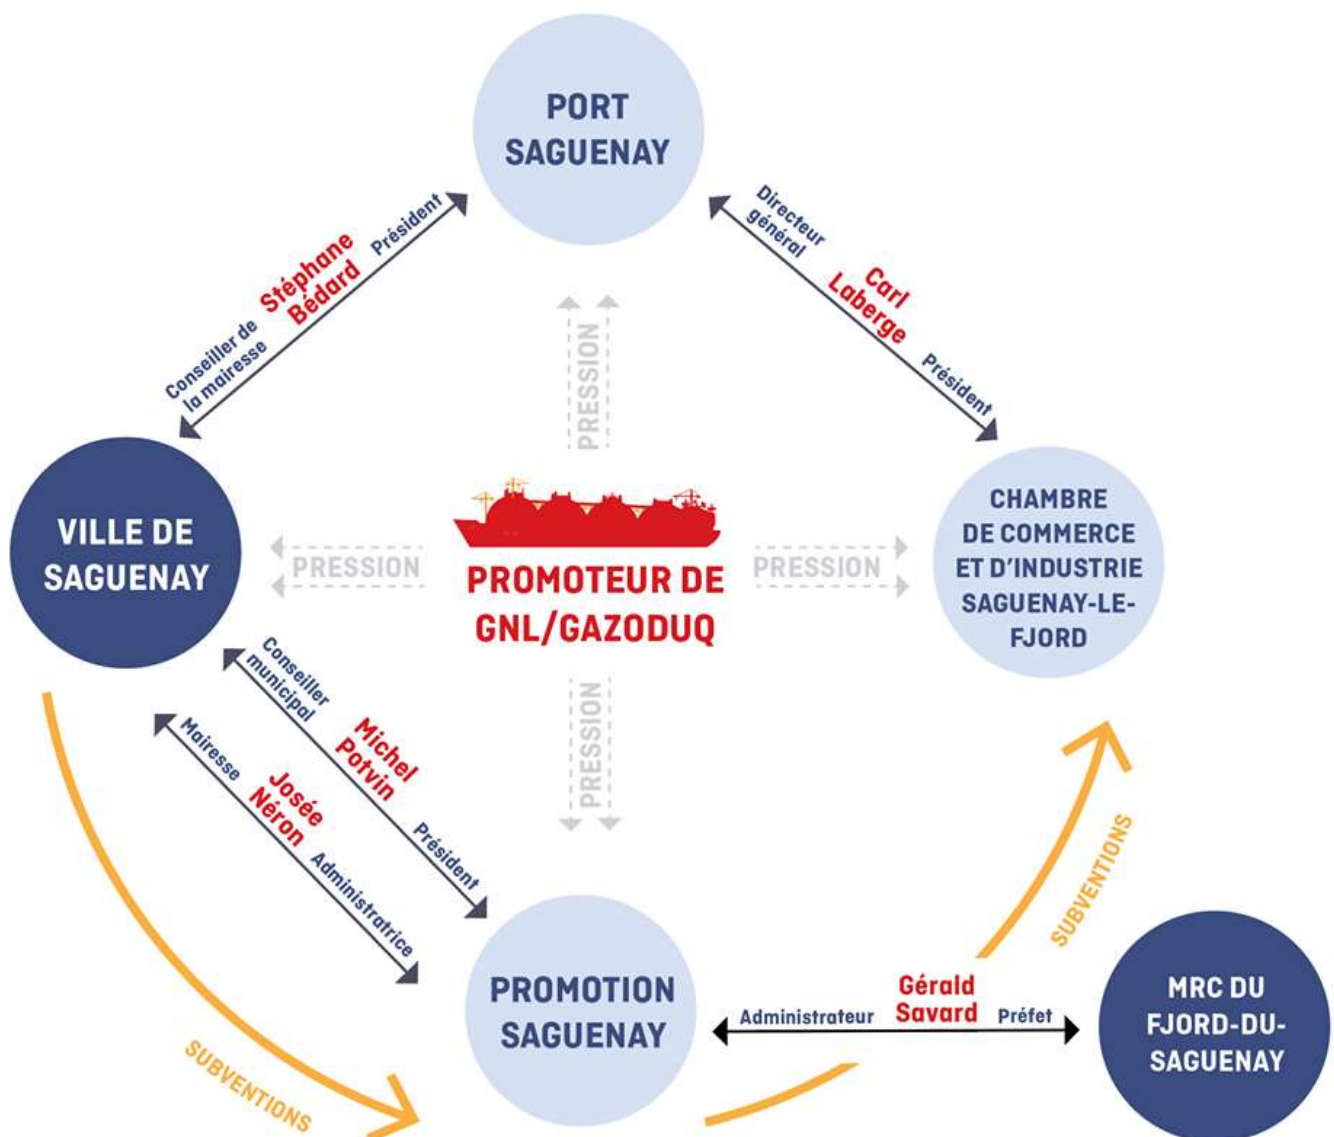 PORT
SAGUENAY
Conseiller de
la mairesse
Stéphane
Bédard
Président
Directeur
général
Carl
Laberge
Président
PRESSION
VILLE DE
SAGUENAY
PRESSION
PROMOTEUR DE
GNL/GAZODUQ
PRESSION
CHAMBRE
DE COMMERCE
ET D'INDUSTRIE
SAGUENAY-LE-
FJORD
PRESSION
Conseiller
municipal
Michel
Potvin
Président
Mairesse
Josée
Néron
Administratrice
SUBVENTIONS
PROMOTION
SAGUENAY
Administrateur
Gérald
Savard
Préfet
SUBVENTIONS
MRC DU
FJORD-DU-
SAGUENAY